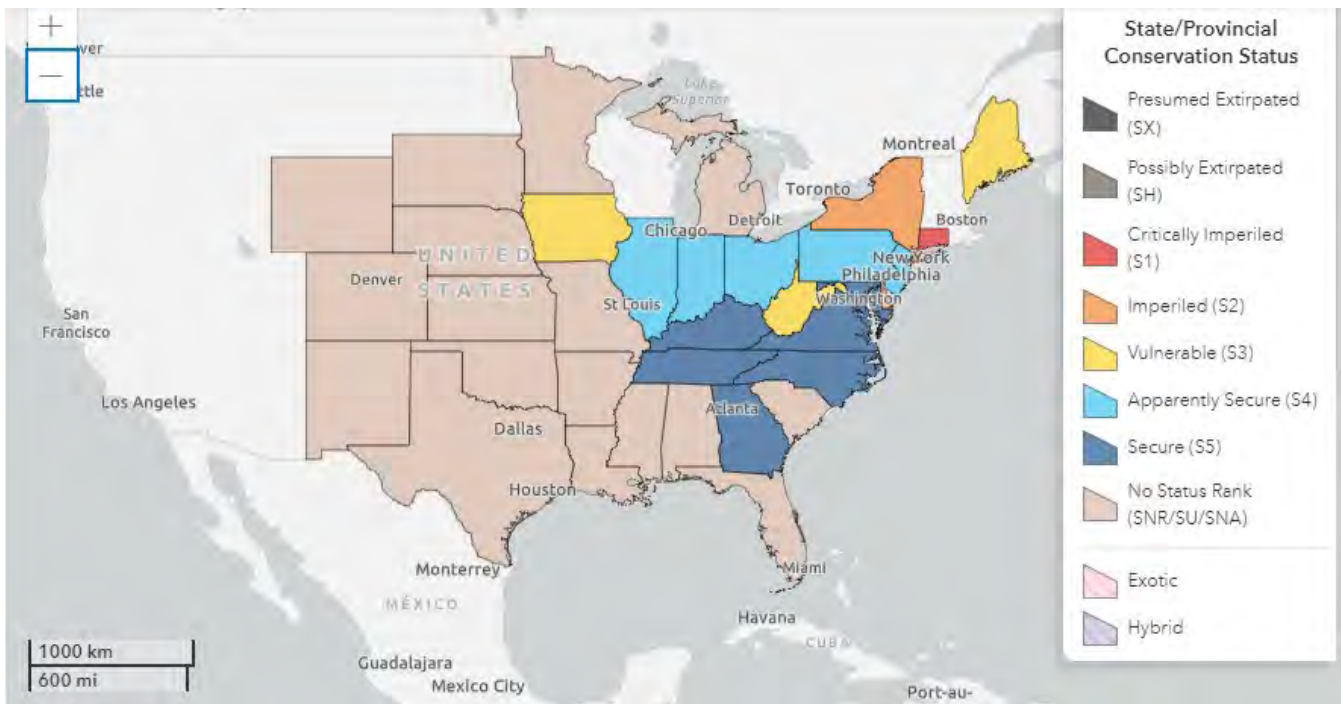 +
−
ver
ttle
Lake
Superior
Montreal
Toronto
Boston
Detroit
Chicago
New York
Philadelphia
UNITED
STATES
Denver
Washington
St Louis
San
Francisco
Los Angeles
Atlanta
Dallas
Houston
Monterrey
Miami
MÉXICO
Havana
CUBA
1000 km
600 mi
Guadalajara
Mexico City
Port-au-
State/Provincial
Conservation Status
Presumed Extirpated
(SX)
Possibly Extirpated
(SH)
Critically Imperiled
(S1)
Imperiled (S2)
Vulnerable (S3)
Apparently Secure (S4)
Secure (S5)
No Status Rank
(SNR/SU/SNA)
Exotic
Hybrid